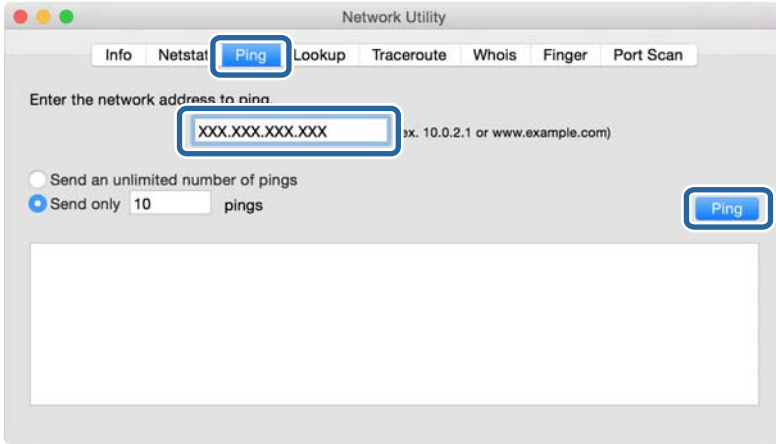 Network Utility
Info Netstat Ping Lookup Traceroute Whois Finger Port Scan
Enter the network address to ping.
XXX.XXX.XXX.XXX ex. 10.0.2.1 or www.example.com)
Send an unlimited number of pings
Send only 10 pings
Ping